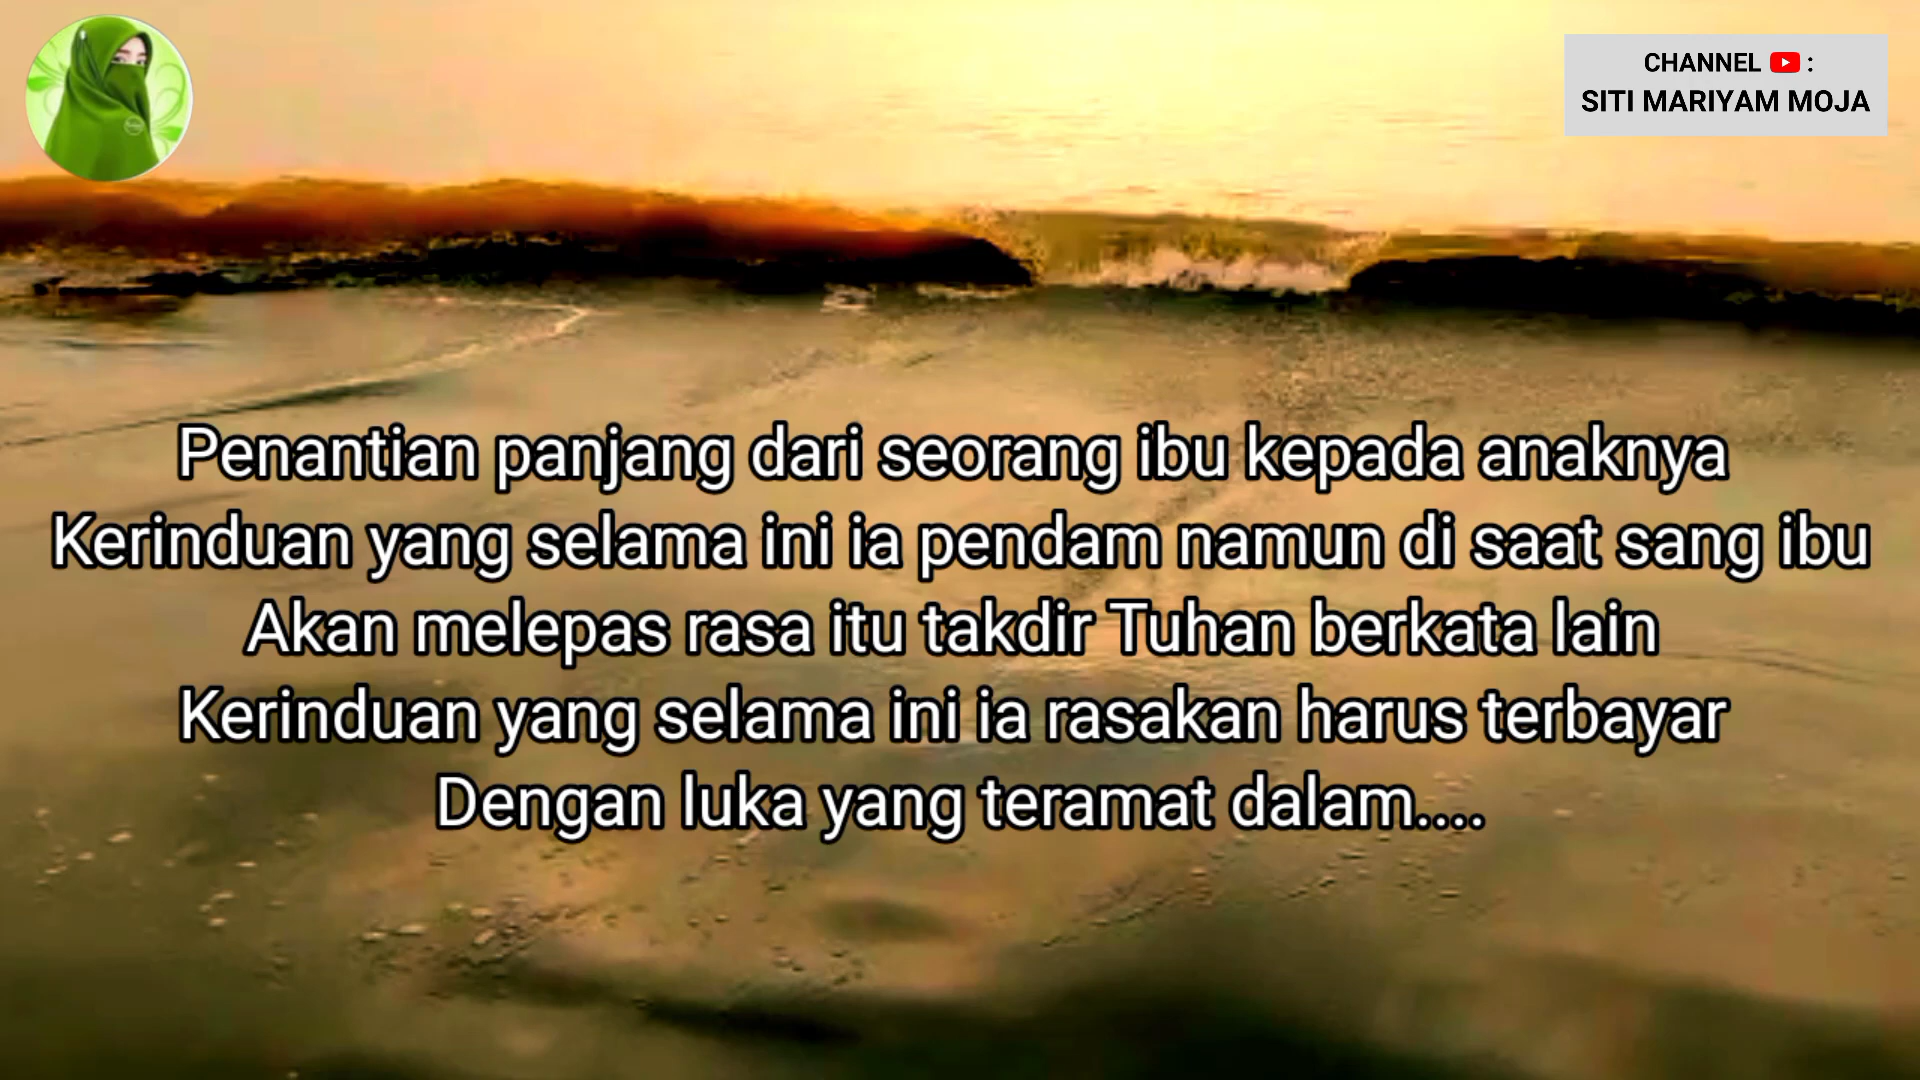 CHANNEL :
SITI MARIYAM MOJA
Penantian panjang dari seorang ibu kepada anaknya
Kerinduan yang selama ini ia pendam namun di saat sang ibu
Akan melepas rasa itu takdir Tuhan berkata lain
Kerinduan yang selama ini ia rasakan harus terbayar
Dengan luka yang teramat dalam....